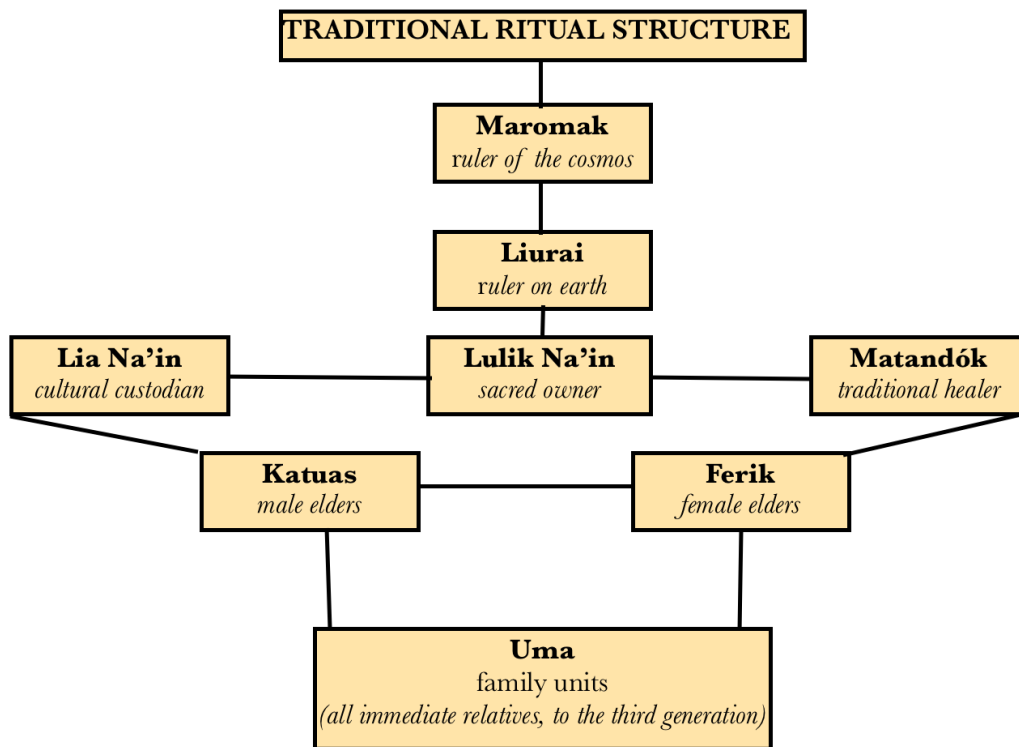 TRADITIONAL RITUAL STRUCTURE
Maromak
ruler of the cosmos
Liurai
ruler on earth
Lia Na’in
cultural custodian
Lulik Na’in
sacred owner
Matandók
traditional healer
Katuas
male elders
Ferik
female elders
Uma
family units
(all immediate relatives, to the third generation)